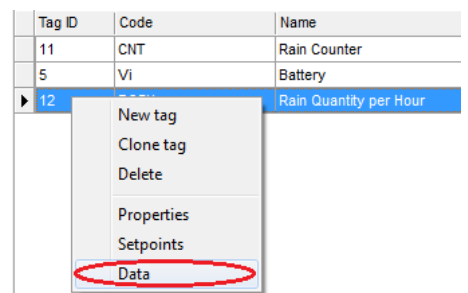 Tag ID Code Name
11 CNT Rain Counter
5 Vi Battery
12 Rain Quantity per Hour
New tag
Clone tag
Delete
Properties
Setpoints
Data